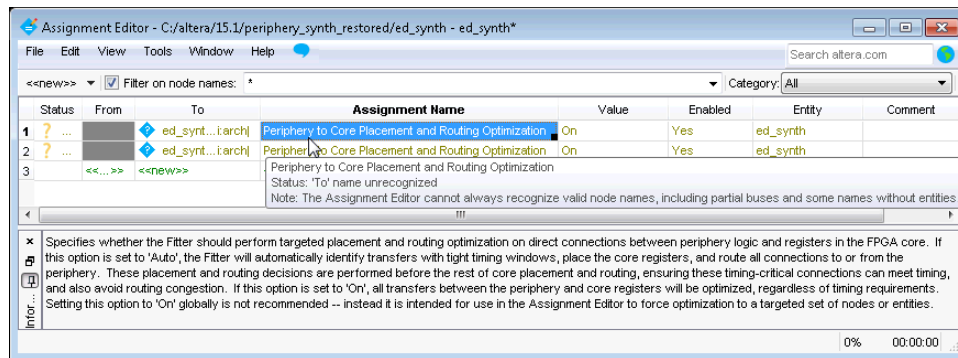 Assignment Editor - C:/altera/15.1/periphery_synth_restored/ed_synth - ed_synth*
File Edit View Tools Window Help Search altera.com
<<new>> Filter on node names: * Category: All
Status From To Assignment Name Value Enabled Entity Comment
1 ? ... ed_synt...i:arch| Periphery to Core Placement and Routing Optimization On Yes ed_synth
2 ? ... ed_synt...i:arch| Periphery to Core Placement and Routing Optimization On Yes ed_synth
3 <<...>> <<new>>
Periphery to Core Placement and Routing Optimization
Status: 'To' name unrecognized
Note: The Assignment Editor cannot always recognize valid node names, including partial buses and some names without entities
Specifies whether the Fitter should perform targeted placement and routing optimization on direct connections between periphery logic and registers in the FPGA core. If
this option is set to 'Auto', the Fitter will automatically identify transfers with tight timing windows, place the core registers, and route all connections to or from the
periphery. These placement and routing decisions are performed before the rest of core placement and routing, ensuring these timing-critical connections can meet timing,
and also avoid routing congestion. If this option is set to 'On', all transfers between the periphery and core registers will be optimized, regardless of timing requirements.
Setting this option to 'On' globally is not recommended -- instead it is intended for use in the Assignment Editor to force optimization to a targeted set of nodes or entities.
Infor...
0% 00:00:00